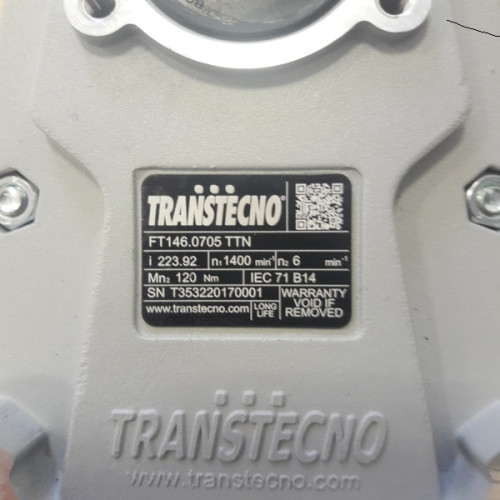 TRANSTECNO®
FT146.0705 TTN
i 223.92 n1 1400 min-1 n2 6 min-1
Mn2 120 Nm IEC 71 B14
SN T353220170001
www.transtecno.com
LONG LIFE
WARRANTY
VOID IF
REMOVED
TRANSTECNO
www.transtecno.com